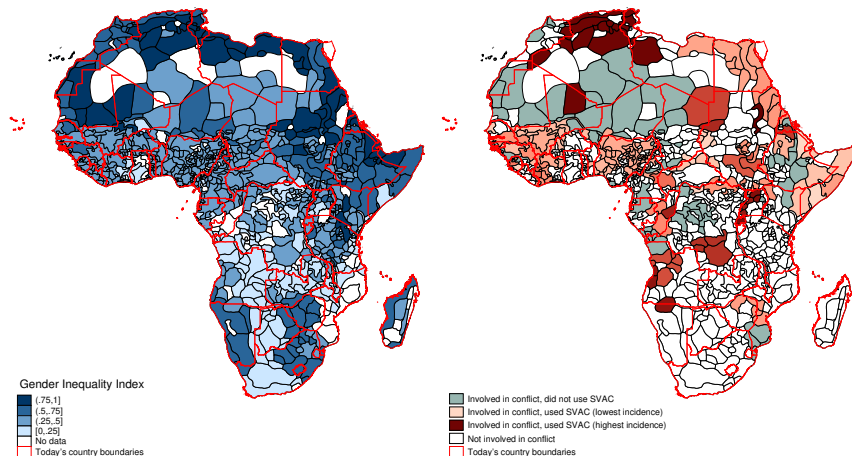 Gender Inequality Index
(.75,1]
(.5,.75]
(.25,.5]
[0,.25]
No data
Today's country boundaries
Involved in conflict, did not use SVAC
Involved in conflict, used SVAC (lowest incidence)
Involved in conflict, used SVAC (highest incidence)
Not involved in conflict
Today's country boundaries